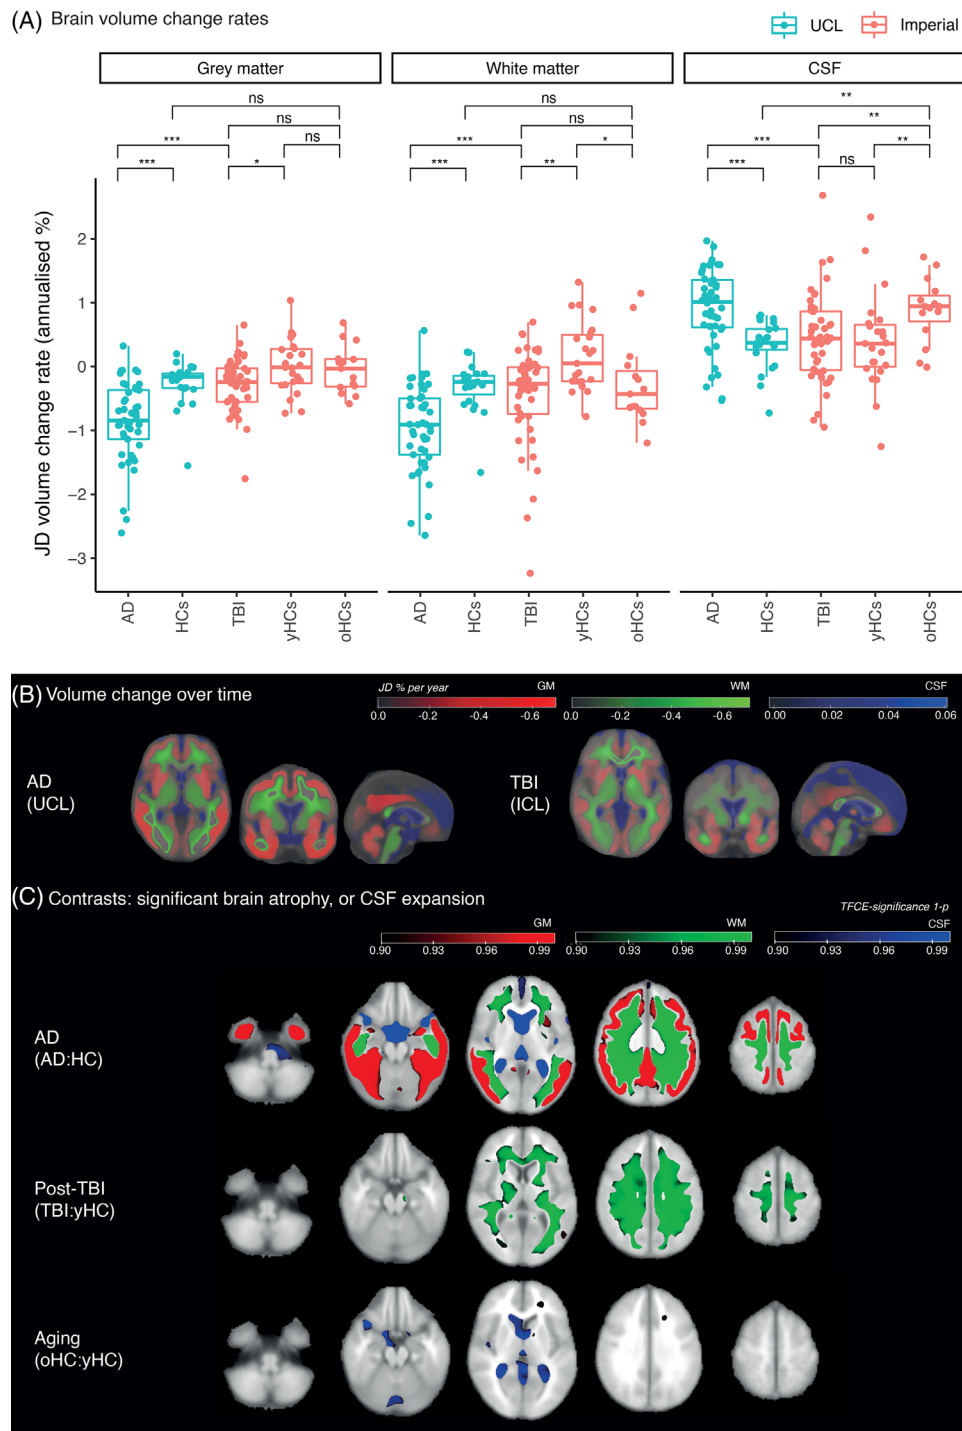 (A) Brain volume change rates
UCL Imperial
Grey matter White matter CSF
ns ns **
ns ns **
*** ns *** * *** **
*** * *** ** *** ns
JD volume change rate (annualised %)
2
1
0
−1
−2
−3
AD HCs TBI yHCs oHCs AD HCs TBI yHCs oHCs AD HCs TBI yHCs oHCs
(B) Volume change over time
JD % per year GM WM CSF
0.0 -0.2 -0.4 -0.6 0.0 -0.2 -0.4 -0.6 0.00 0.02 0.04 0.06
AD
(UCL)
TBI
(ICL)
(C) Contrasts: significant brain atrophy, or CSF expansion
TFCE-significance 1-p
GM WM CSF
0.90 0.93 0.96 0.99 0.90 0.93 0.96 0.99 0.90 0.93 0.96 0.99
AD
(AD:HC)
Post-TBI
(TBI:yHC)
Aging
(oHC:yHC)